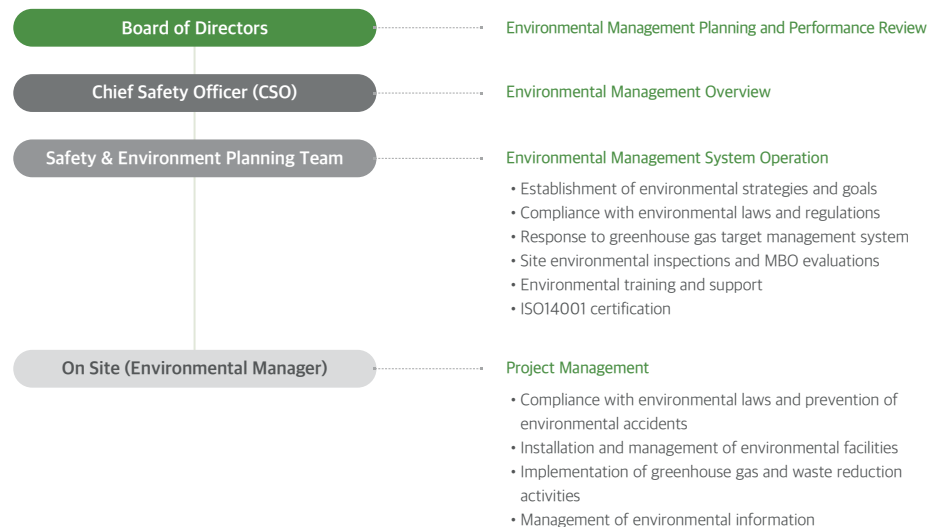 Board of Directors
Environmental Management Planning and Performance Review
Chief Safety Officer (CSO)
Environmental Management Overview
Safety & Environment Planning Team
Environmental Management System Operation
• Establishment of environmental strategies and goals
• Compliance with environmental laws and regulations
• Response to greenhouse gas target management system
• Site environmental inspections and MBO evaluations
• Environmental training and support
• ISO14001 certification
On Site (Environmental Manager)
Project Management
• Compliance with environmental laws and prevention of
environmental accidents
• Installation and management of environmental facilities
• Implementation of greenhouse gas and waste reduction
activities
• Management of environmental information